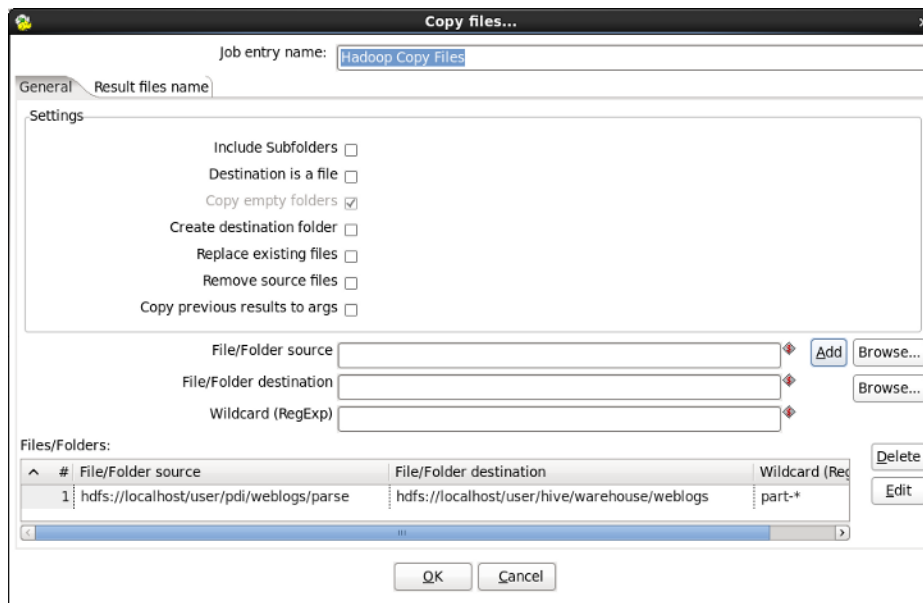 Copy files...
Job entry name: Hadoop Copy Files
General Result files name
Settings
Include Subfolders
Destination is a file
Copy empty folders
Create destination folder
Replace existing files
Remove source files
Copy previous results to args
File/Folder source Add Browse...
File/Folder destination Browse...
Wildcard (RegExp)
Files/Folders:
# File/Folder source File/Folder destination Wildcard (Reg
1 hdfs://localhost/user/pdi/weblogs/parse hdfs://localhost/user/hive/warehouse/weblogs part-*
Delete
Edit
OK Cancel